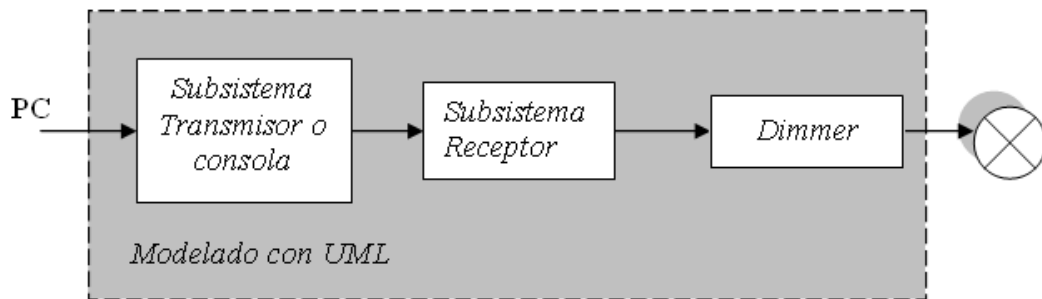 PC
Subsistema
Transmisor o
consola
Subsistema
Receptor
Dimmer
Modelado con UML